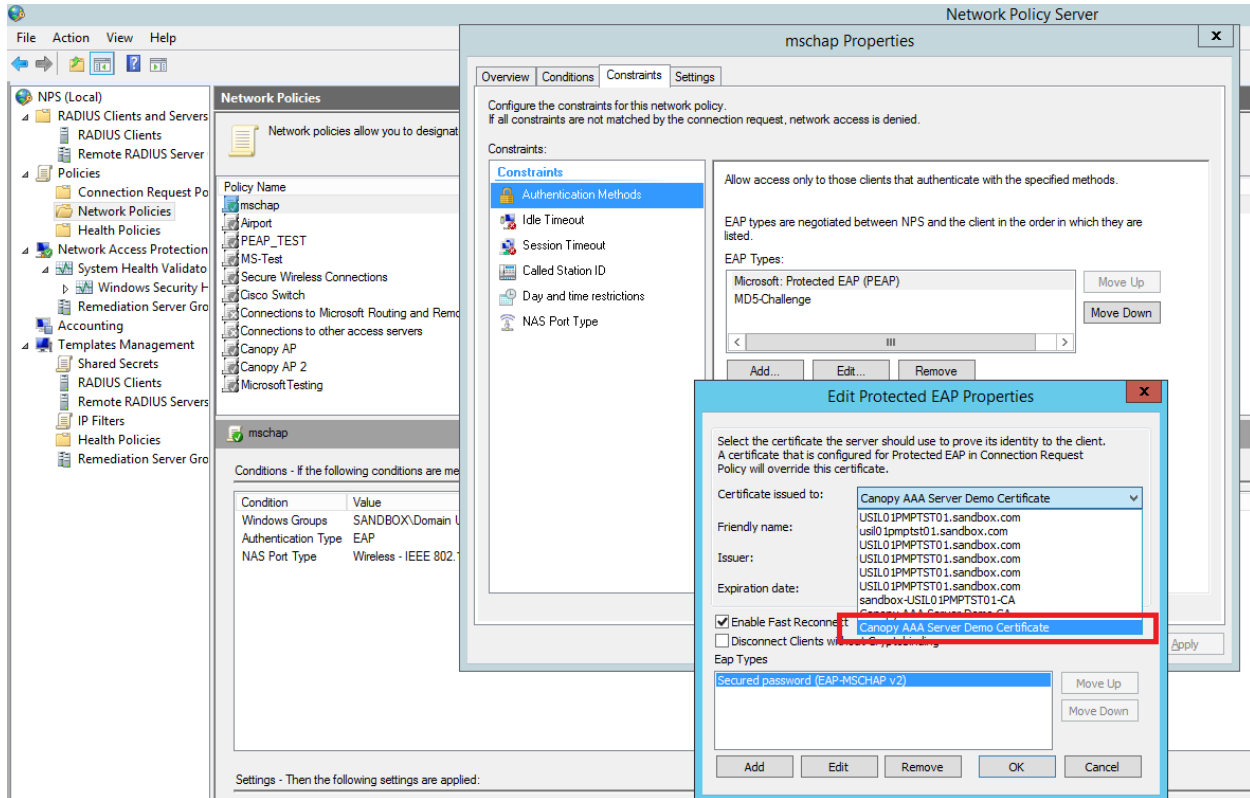 Network Policy Server
File Action View Help
NPS (Local)
RADIUS Clients and Servers
RADIUS Clients
Remote RADIUS Server
Policies
Connection Request Po
Network Policies
Health Policies
Network Access Protection
System Health Validato
Windows Security H
Remediation Server Gro
Accounting
Templates Management
Shared Secrets
RADIUS Clients
Remote RADIUS Servers
IP Filters
Health Policies
Remediation Server Gro
Network Policies
Network policies allow you to designat
Policy Name
mschap
Airport
PEAP_TEST
MS-Test
Secure Wireless Connections
Cisco Switch
Connections to Microsoft Routing and Remo
Connections to other access servers
Canopy AP
Canopy AP 2
MicrosoftTesting
mschap
Conditions - If the following conditions are me
Condition Value
Windows Groups SANDBOX\Domain U
Authentication Type EAP
NAS Port Type Wireless - IEEE 802.1
Settings - Then the following settings are applied:
mschap Properties
x
Overview Conditions Constraints Settings
Configure the constraints for this network policy.
If all constraints are not matched by the connection request, network access is denied.
Constraints:
Constraints
Authentication Methods
Idle Timeout
Session Timeout
Called Station ID
Day and time restrictions
NAS Port Type
Allow access only to those clients that authenticate with the specified methods.
EAP types are negotiated between NPS and the client in the order in which they are
listed.
EAP Types:
Microsoft: Protected EAP (PEAP)
MD5-Challenge
Move Up
Move Down
Add... Edit... Remove
Apply
Edit Protected EAP Properties
x
Select the certificate the server should use to prove its identity to the client.
A certificate that is configured for Protected EAP in Connection Request
Policy will override this certificate.
Certificate issued to: Canopy AAA Server Demo Certificate
Friendly name:
Issuer:
Expiration date:
USIL01PMPTST01.sandbox.com
usil01pmptst01.sandbox.com
USIL01PMPTST01.sandbox.com
USIL01PMPTST01.sandbox.com
USIL01PMPTST01.sandbox.com
USIL01PMPTST01.sandbox.com
sandbox-USIL01PMPTST01-CA
Canopy AAA Server Demo CA
Canopy AAA Server Demo Certificate
Enable Fast Reconnect
Disconnect Clients without Cryptobinding
Eap Types
Secured password (EAP-MSCHAP v2)
Move Up
Move Down
Add Edit Remove OK Cancel